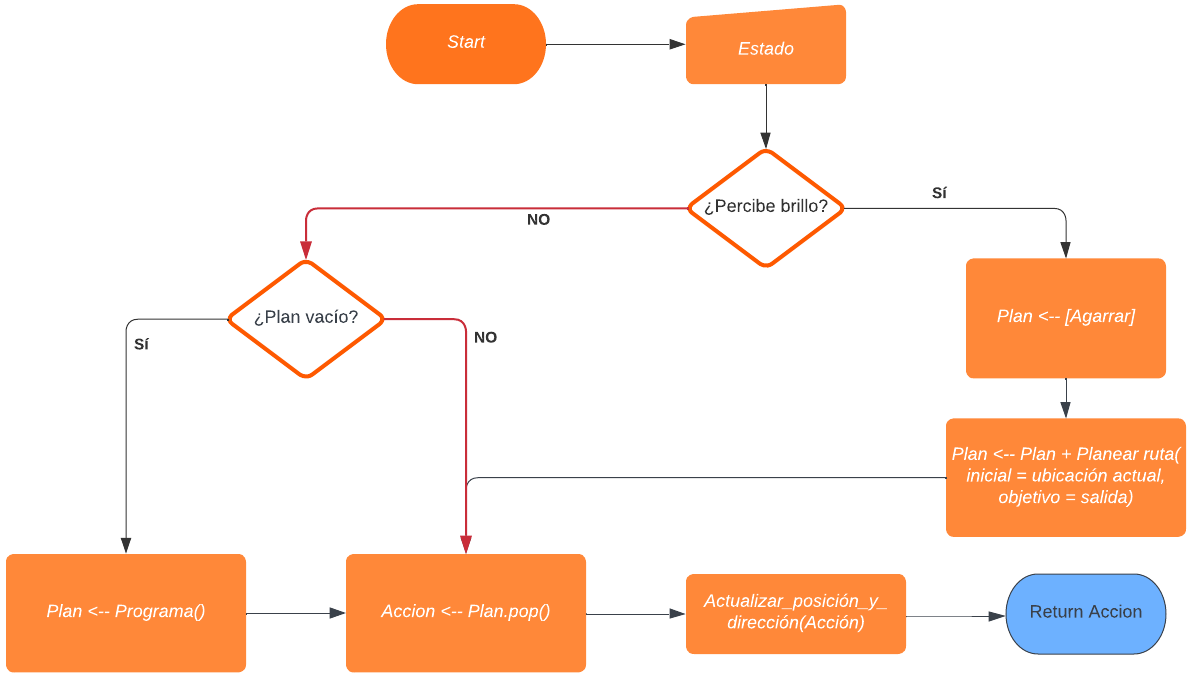 Start
Estado
¿Percibe brillo?
Sí
NO
¿Plan vacío?
Sí
NO
Plan <-- [Agarrar]
Plan <-- Plan + Planear ruta(
inicial = ubicación actual,
objetivo = salida)
Plan <-- Programa()
Accion <-- Plan.pop()
Actualizar_posición_y_
dirección(Acción)
Return Accion